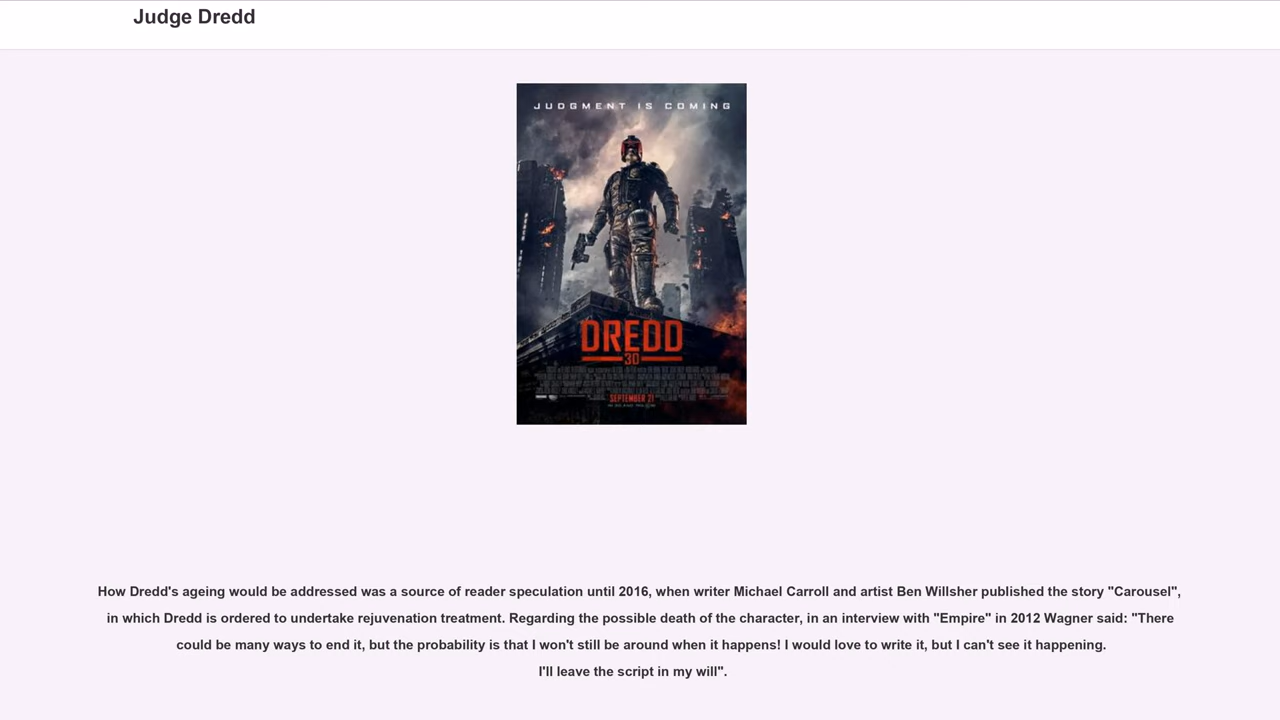 Judge Dredd
JUDGMENT IS COMING
DREDD
3D
SEPTEMBER 21
How Dredd's ageing would be addressed was a source of reader speculation until 2016, when writer Michael Carroll and artist Ben Willsher published the story "Carousel",
in which Dredd is ordered to undertake rejuvenation treatment. Regarding the possible death of the character, in an interview with "Empire" in 2012 Wagner said: "There
could be many ways to end it, but the probability is that I won't still be around when it happens! I would love to write it, but I can't see it happening.
I'll leave the script in my will".